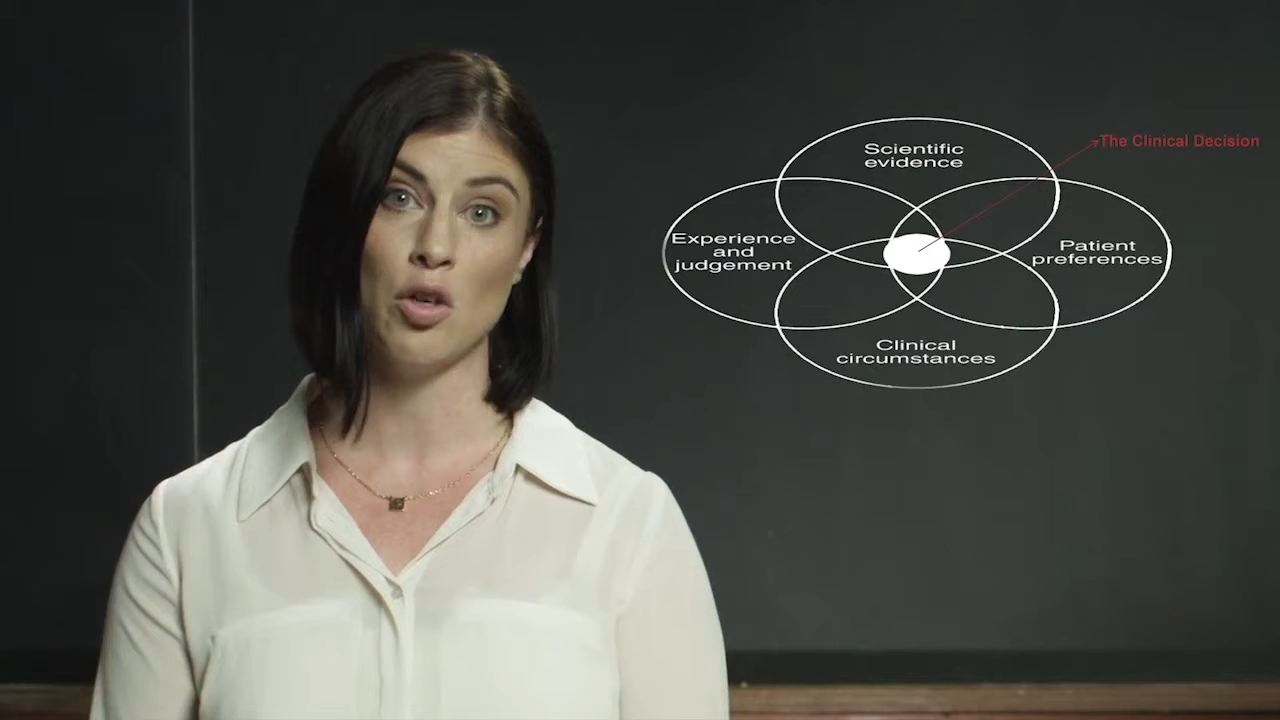 Scientific
evidence
The Clinical Decision
Experience
and
judgement
Patient
preferences
Clinical
circumstances